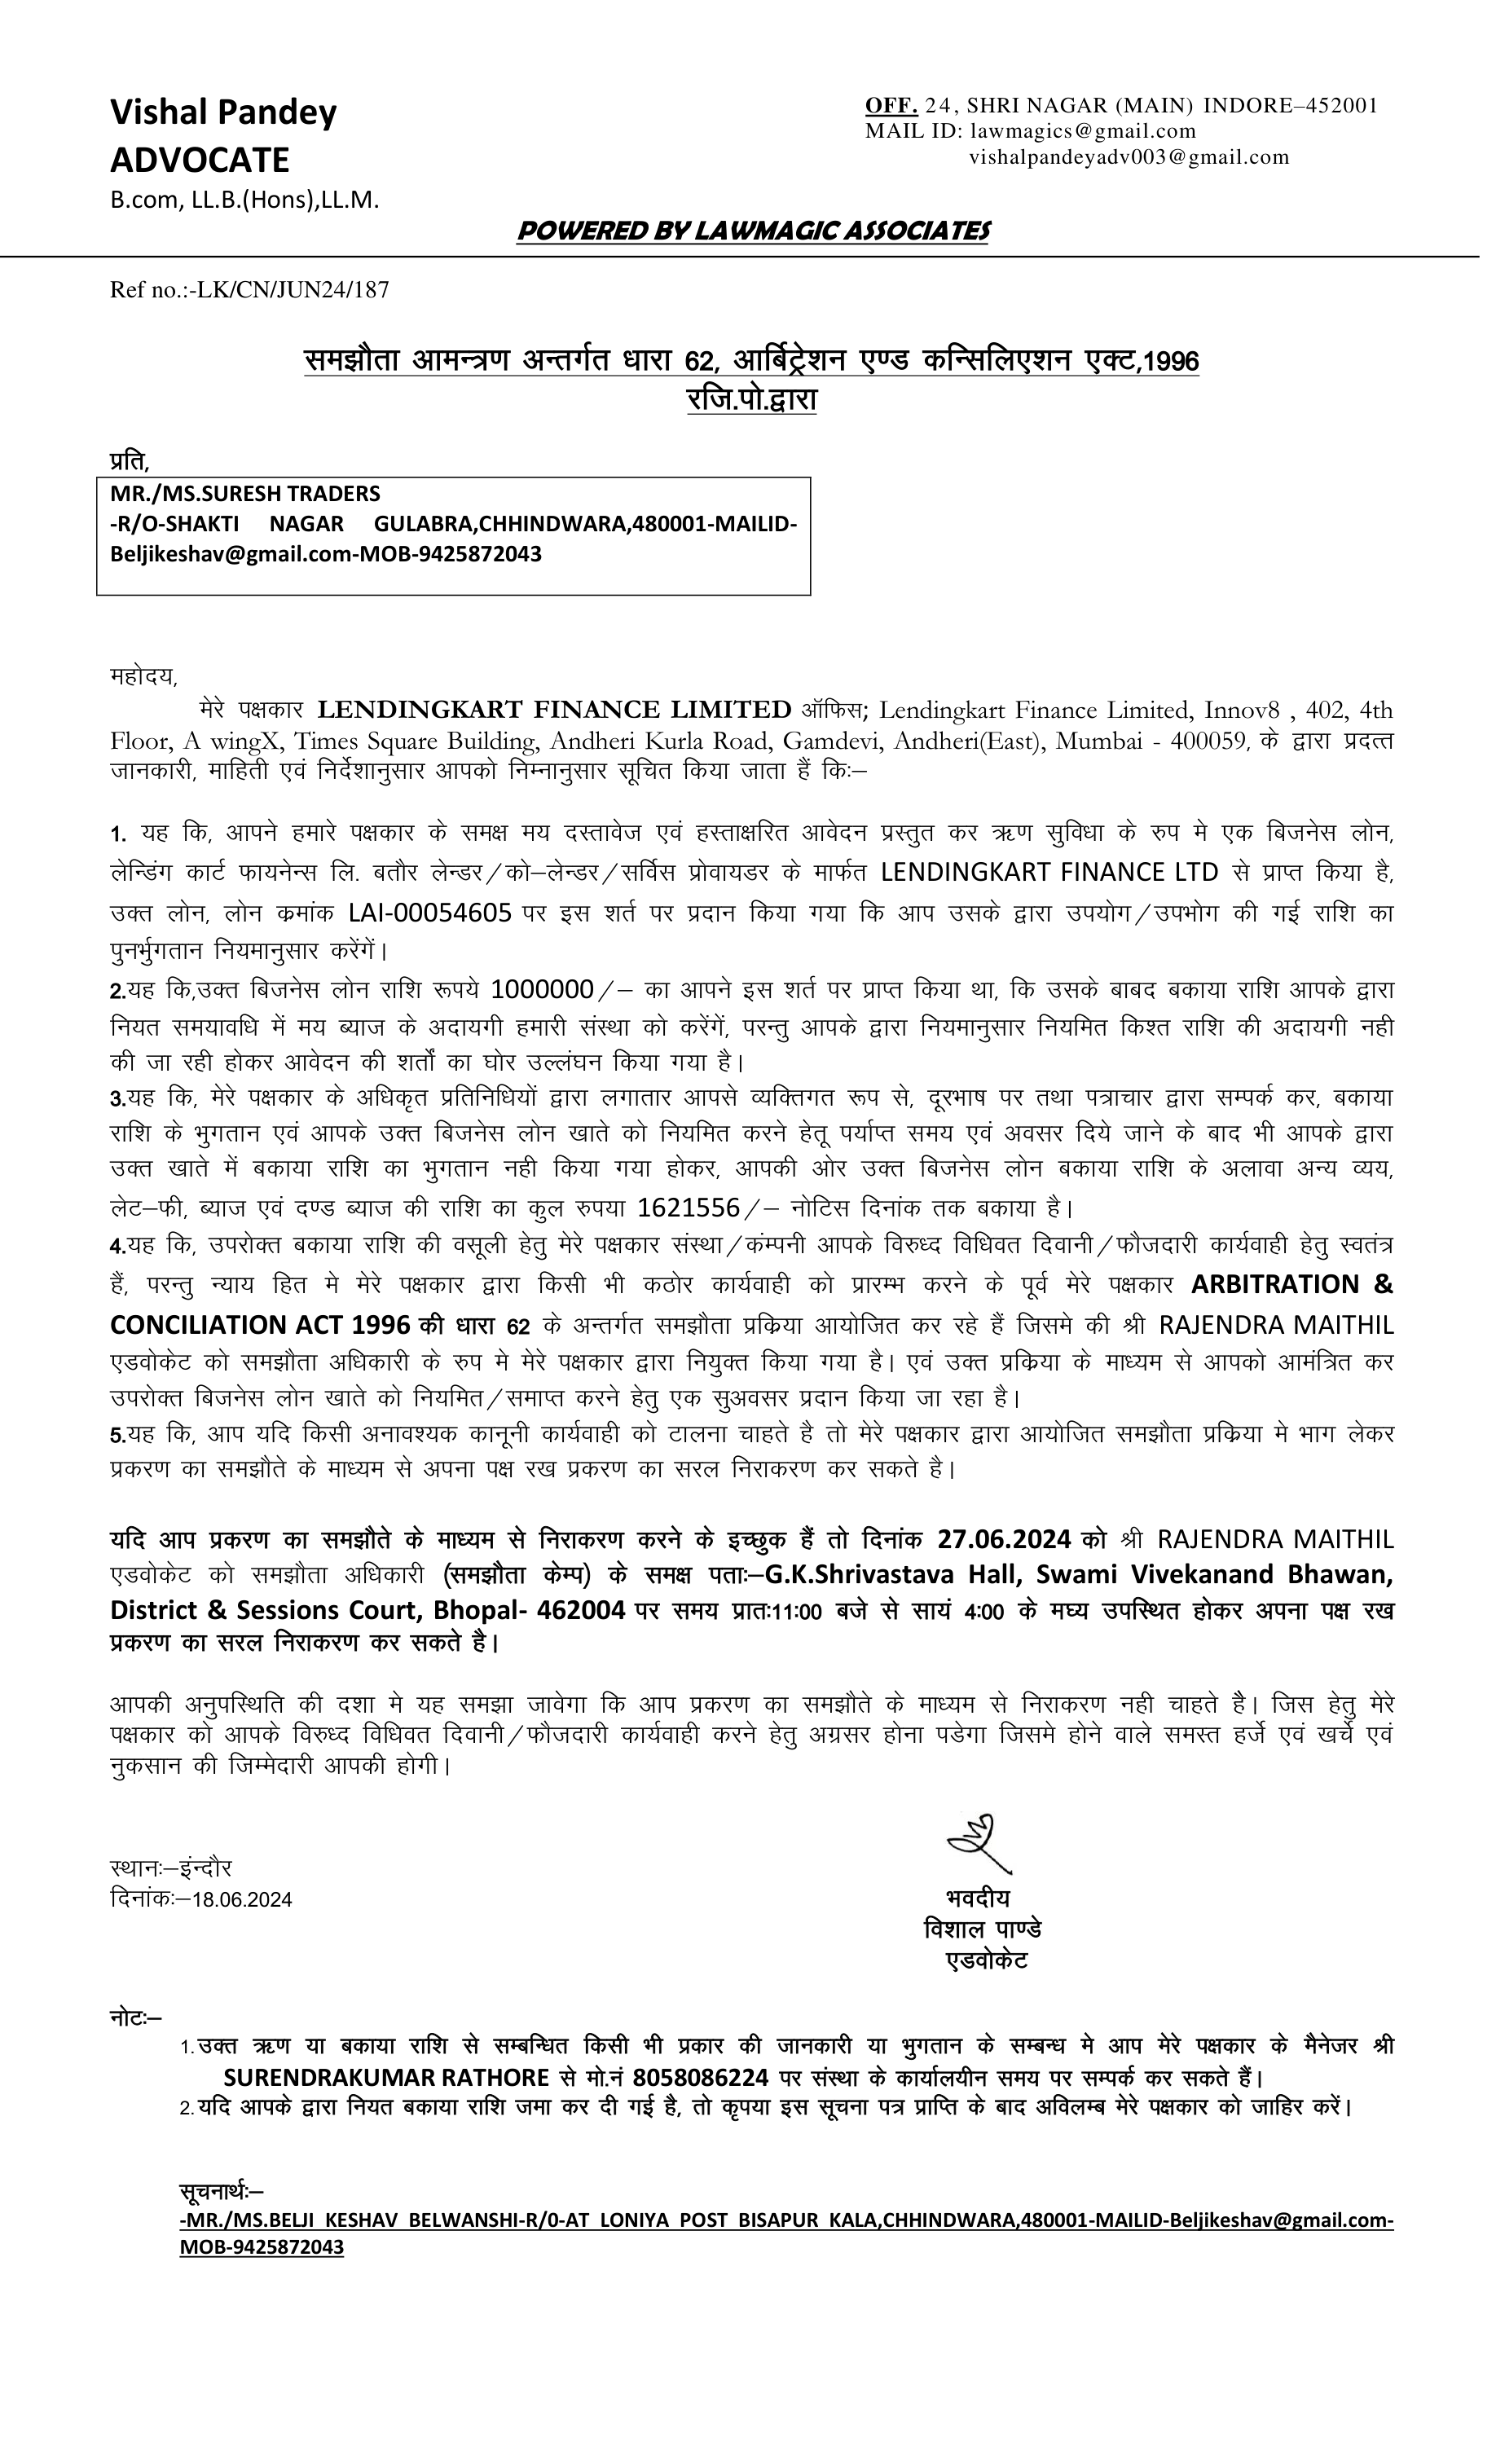 Vishal Pandey
ADVOCATE
B.com, LL.B.(Hons),LL.M.
OFF. 24, SHRI NAGAR (MAIN) INDORE–452001
MAIL ID: lawmagics@gmail.com
vishalpandeyadv003@gmail.com
POWERED BY LAWMAGIC ASSOCIATES
Ref no.:-LK/CN/JUN24/187
समझौता आमन्त्रण अन्तर्गत धारा 62, आर्बिट्रेशन एण्ड कन्सिलिएशन एक्ट,1996
रजि.पो.द्वारा
प्रति,
MR./MS.SURESH TRADERS
-R/O-SHAKTI NAGAR GULABRA,CHHINDWARA,480001-MAILID-
Beljikeshav@gmail.com-MOB-9425872043
महोदय,
मेरे पक्षकार LENDINGKART FINANCE LIMITED ऑफिस; Lendingkart Finance Limited, Innov8 , 402, 4th
Floor, A wingX, Times Square Building, Andheri Kurla Road, Gamdevi, Andheri(East), Mumbai - 400059, के द्वारा प्रदत्त
जानकारी, माहिती एवं निर्देशानुसार आपको निम्नानुसार सूचित किया जाता हैं कि:–
1. यह कि, आपने हमारे पक्षकार के समक्ष मय दस्तावेज एवं हस्ताक्षरित आवेदन प्रस्तुत कर ऋण सुविधा के रुप मे एक बिजनेस लोन,
लेन्डिंग कार्ट फायनेन्स लि. बतौर लेन्डर/को–लेन्डर/सर्विस प्रोवायडर के मार्फत LENDINGKART FINANCE LTD से प्राप्त किया है,
उक्त लोन, लोन क्रमांक LAI-00054605 पर इस शर्त पर प्रदान किया गया कि आप उसके द्वारा उपयोग/उपभोग की गई राशि का
पुनर्भुगतान नियमानुसार करेंगें।
2.यह कि,उक्त बिजनेस लोन राशि रूपये 1000000/– का आपने इस शर्त पर प्राप्त किया था, कि उसके बाबद बकाया राशि आपके द्वारा
नियत समयावधि में मय ब्याज के अदायगी हमारी संस्था को करेंगें, परन्तु आपके द्वारा नियमानुसार नियमित किश्त राशि की अदायगी नही
की जा रही होकर आवेदन की शर्तों का घोर उल्लंघन किया गया है।
3.यह कि, मेरे पक्षकार के अधिकृत प्रतिनिधियों द्वारा लगातार आपसे व्यक्तिगत रूप से, दूरभाष पर तथा पत्राचार द्वारा सम्पर्क कर, बकाया
राशि के भुगतान एवं आपके उक्त बिजनेस लोन खाते को नियमित करने हेतू पर्याप्त समय एवं अवसर दिये जाने के बाद भी आपके द्वारा
उक्त खाते में बकाया राशि का भुगतान नही किया गया होकर, आपकी ओर उक्त बिजनेस लोन बकाया राशि के अलावा अन्य व्यय,
लेट–फी, ब्याज एवं दण्ड ब्याज की राशि का कुल रुपया 1621556/– नोटिस दिनांक तक बकाया है।
4.यह कि, उपरोक्त बकाया राशि की वसूली हेतु मेरे पक्षकार संस्था/कंम्पनी आपके विरुध्द विधिवत दिवानी/फौजदारी कार्यवाही हेतु स्वतंत्र
हैं, परन्तु न्याय हित मे मेरे पक्षकार द्वारा किसी भी कठोर कार्यवाही को प्रारम्भ करने के पूर्व मेरे पक्षकार ARBITRATION &
CONCILIATION ACT 1996 की धारा 62 के अन्तर्गत समझौता प्रक्रिया आयोजित कर रहे हैं जिसमे की श्री RAJENDRA MAITHIL
एडवोकेट को समझौता अधिकारी के रुप मे मेरे पक्षकार द्वारा नियुक्त किया गया है। एवं उक्त प्रक्रिया के माध्यम से आपको आमंत्रित कर
उपरोक्त बिजनेस लोन खाते को नियमित/समाप्त करने हेतु एक सुअवसर प्रदान किया जा रहा है।
5.यह कि, आप यदि किसी अनावश्यक कानूनी कार्यवाही को टालना चाहते है तो मेरे पक्षकार द्वारा आयोजित समझौता प्रक्रिया मे भाग लेकर
प्रकरण का समझौते के माध्यम से अपना पक्ष रख प्रकरण का सरल निराकरण कर सकते है।
यदि आप प्रकरण का समझौते के माध्यम से निराकरण करने के इच्छुक हैं तो दिनांक 27.06.2024 को श्री RAJENDRA MAITHIL
एडवोकेट को समझौता अधिकारी (समझौता केम्प) के समक्ष पता:–G.K.Shrivastava Hall, Swami Vivekanand Bhawan,
District & Sessions Court, Bhopal- 462004 पर समय प्रात:11:00 बजे से सायं 4:00 के मघ्य उपस्थित होकर अपना पक्ष रख
प्रकरण का सरल निराकरण कर सकते है।
आपकी अनुपस्थिति की दशा मे यह समझा जावेगा कि आप प्रकरण का समझौते के माध्यम से निराकरण नही चाहते है। जिस हेतु मेरे
पक्षकार को आपके विरुध्द विधिवत दिवानी/फौजदारी कार्यवाही करने हेतु अग्रसर होना पडेगा जिसमे होने वाले समस्त हर्जे एवं खर्चे एवं
नुकसान की जिम्मेदारी आपकी होगी।
स्थान:–इंन्दौर
दिनांक:–18.06.2024
भवदीय
विशाल पाण्डे
एडवोकेट
नोट:–
1.उक्त ऋण या बकाया राशि से सम्बन्धित किसी भी प्रकार की जानकारी या भुगतान के सम्बन्ध मे आप मेरे पक्षकार के मैनेजर श्री
SURENDRAKUMAR RATHORE से मो.नं 8058086224 पर संस्था के कार्यालयीन समय पर सम्पर्क कर सकते हैं।
2.यदि आपके द्वारा नियत बकाया राशि जमा कर दी गई है, तो कृपया इस सूचना पत्र प्राप्ति के बाद अविलम्ब मेरे पक्षकार को जाहिर करें।
सूचनार्थ:–
-MR./MS.BELJI KESHAV BELWANSHI-R/0-AT LONIYA POST BISAPUR KALA,CHHINDWARA,480001-MAILID-Beljikeshav@gmail.com-
MOB-9425872043